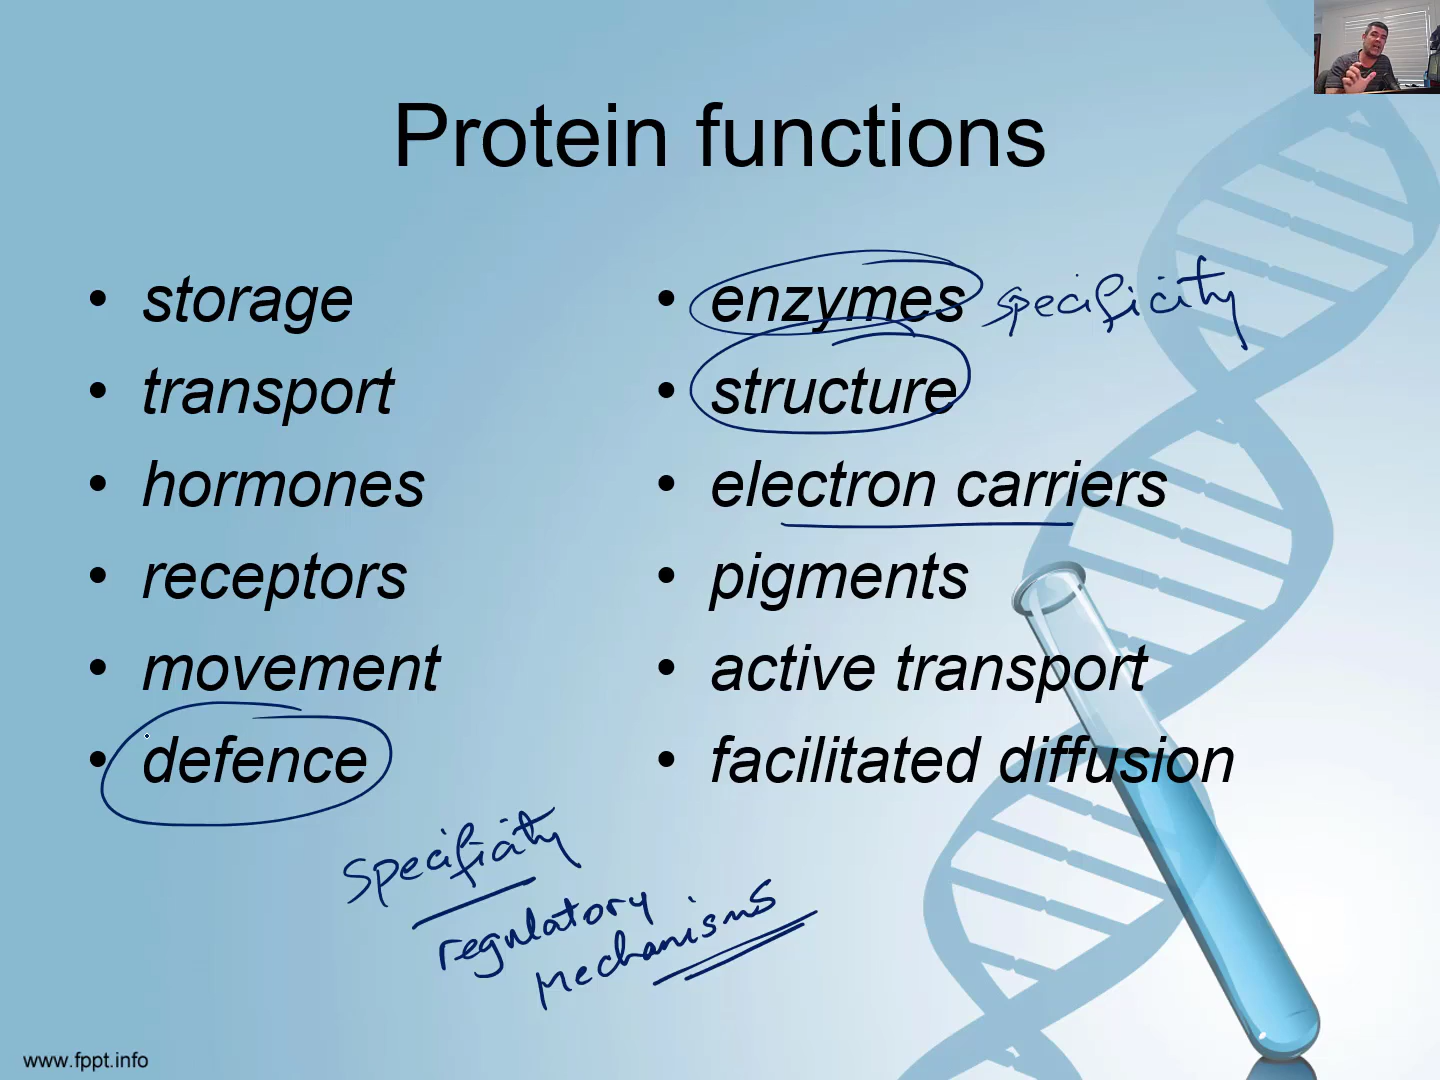 Protein functions
• storage
• transport
• hormones
• receptors
• movement
• defence
• enzymes specificity
• structure
• electron carriers
• pigments
• active transport
• facilitated diffusion
specificity
regulatory
mechanisms
www.fppt.info